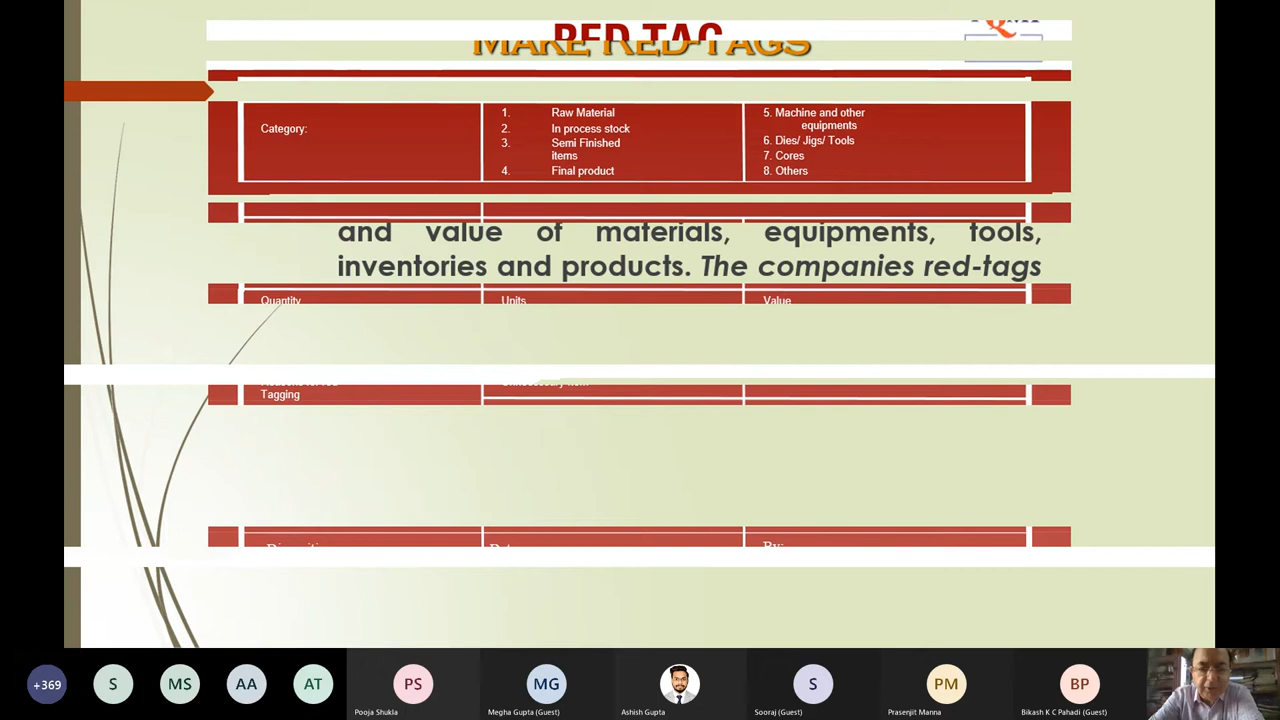 RED TAG
MAKE RED-TAGS
Category:
1. Raw Material
2. In process stock
3. Semi Finished
items
4. Final product
5. Machine and other
equipments
6. Dies/ Jigs/ Tools
7. Cores
8. Others
and value of materials, equipments, tools,
inventories and products. The companies red-tags
Quantity Units Value
Tagging
By:
+369
S
MS
AA
AT
PS
Pooja Shukla
MG
Megha Gupta (Guest)
Ashish Gupta
S
Sooraj (Guest)
PM
Prasenjit Manna
BP
Bikash K C Pahadi (Guest)